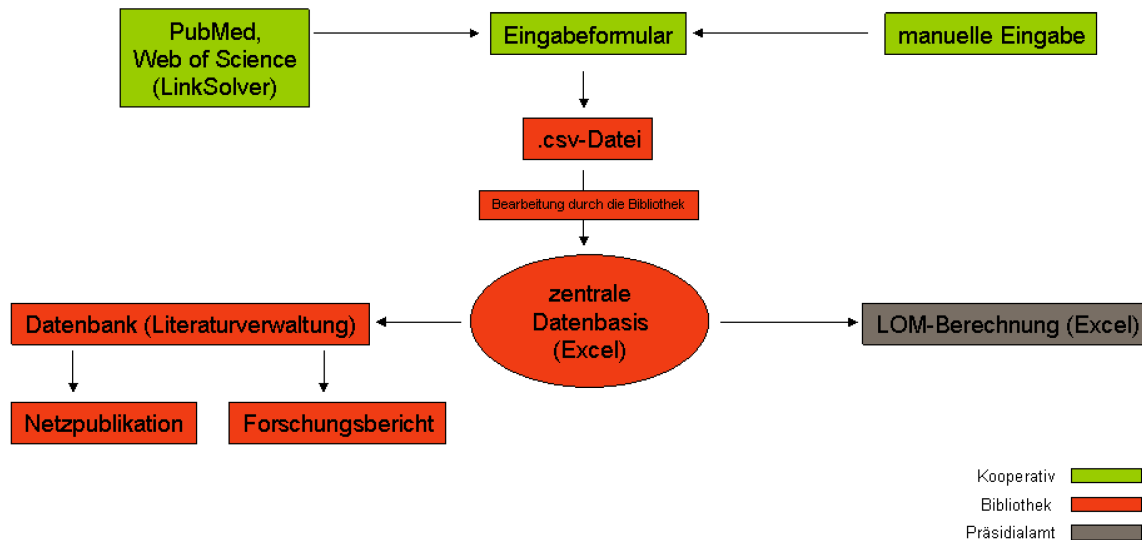 PubMed,
Web of Science
(LinkSolver)
Eingabeformular
manuelle Eingabe
.csv-Datei
Bearbeitung durch die Bibliothek
zentrale
Datenbasis
(Excel)
Datenbank (Literaturverwaltung)
LOM-Berechnung (Excel)
Netzpublikation
Forschungsbericht
Kooperativ
Bibliothek
Präsidialamt